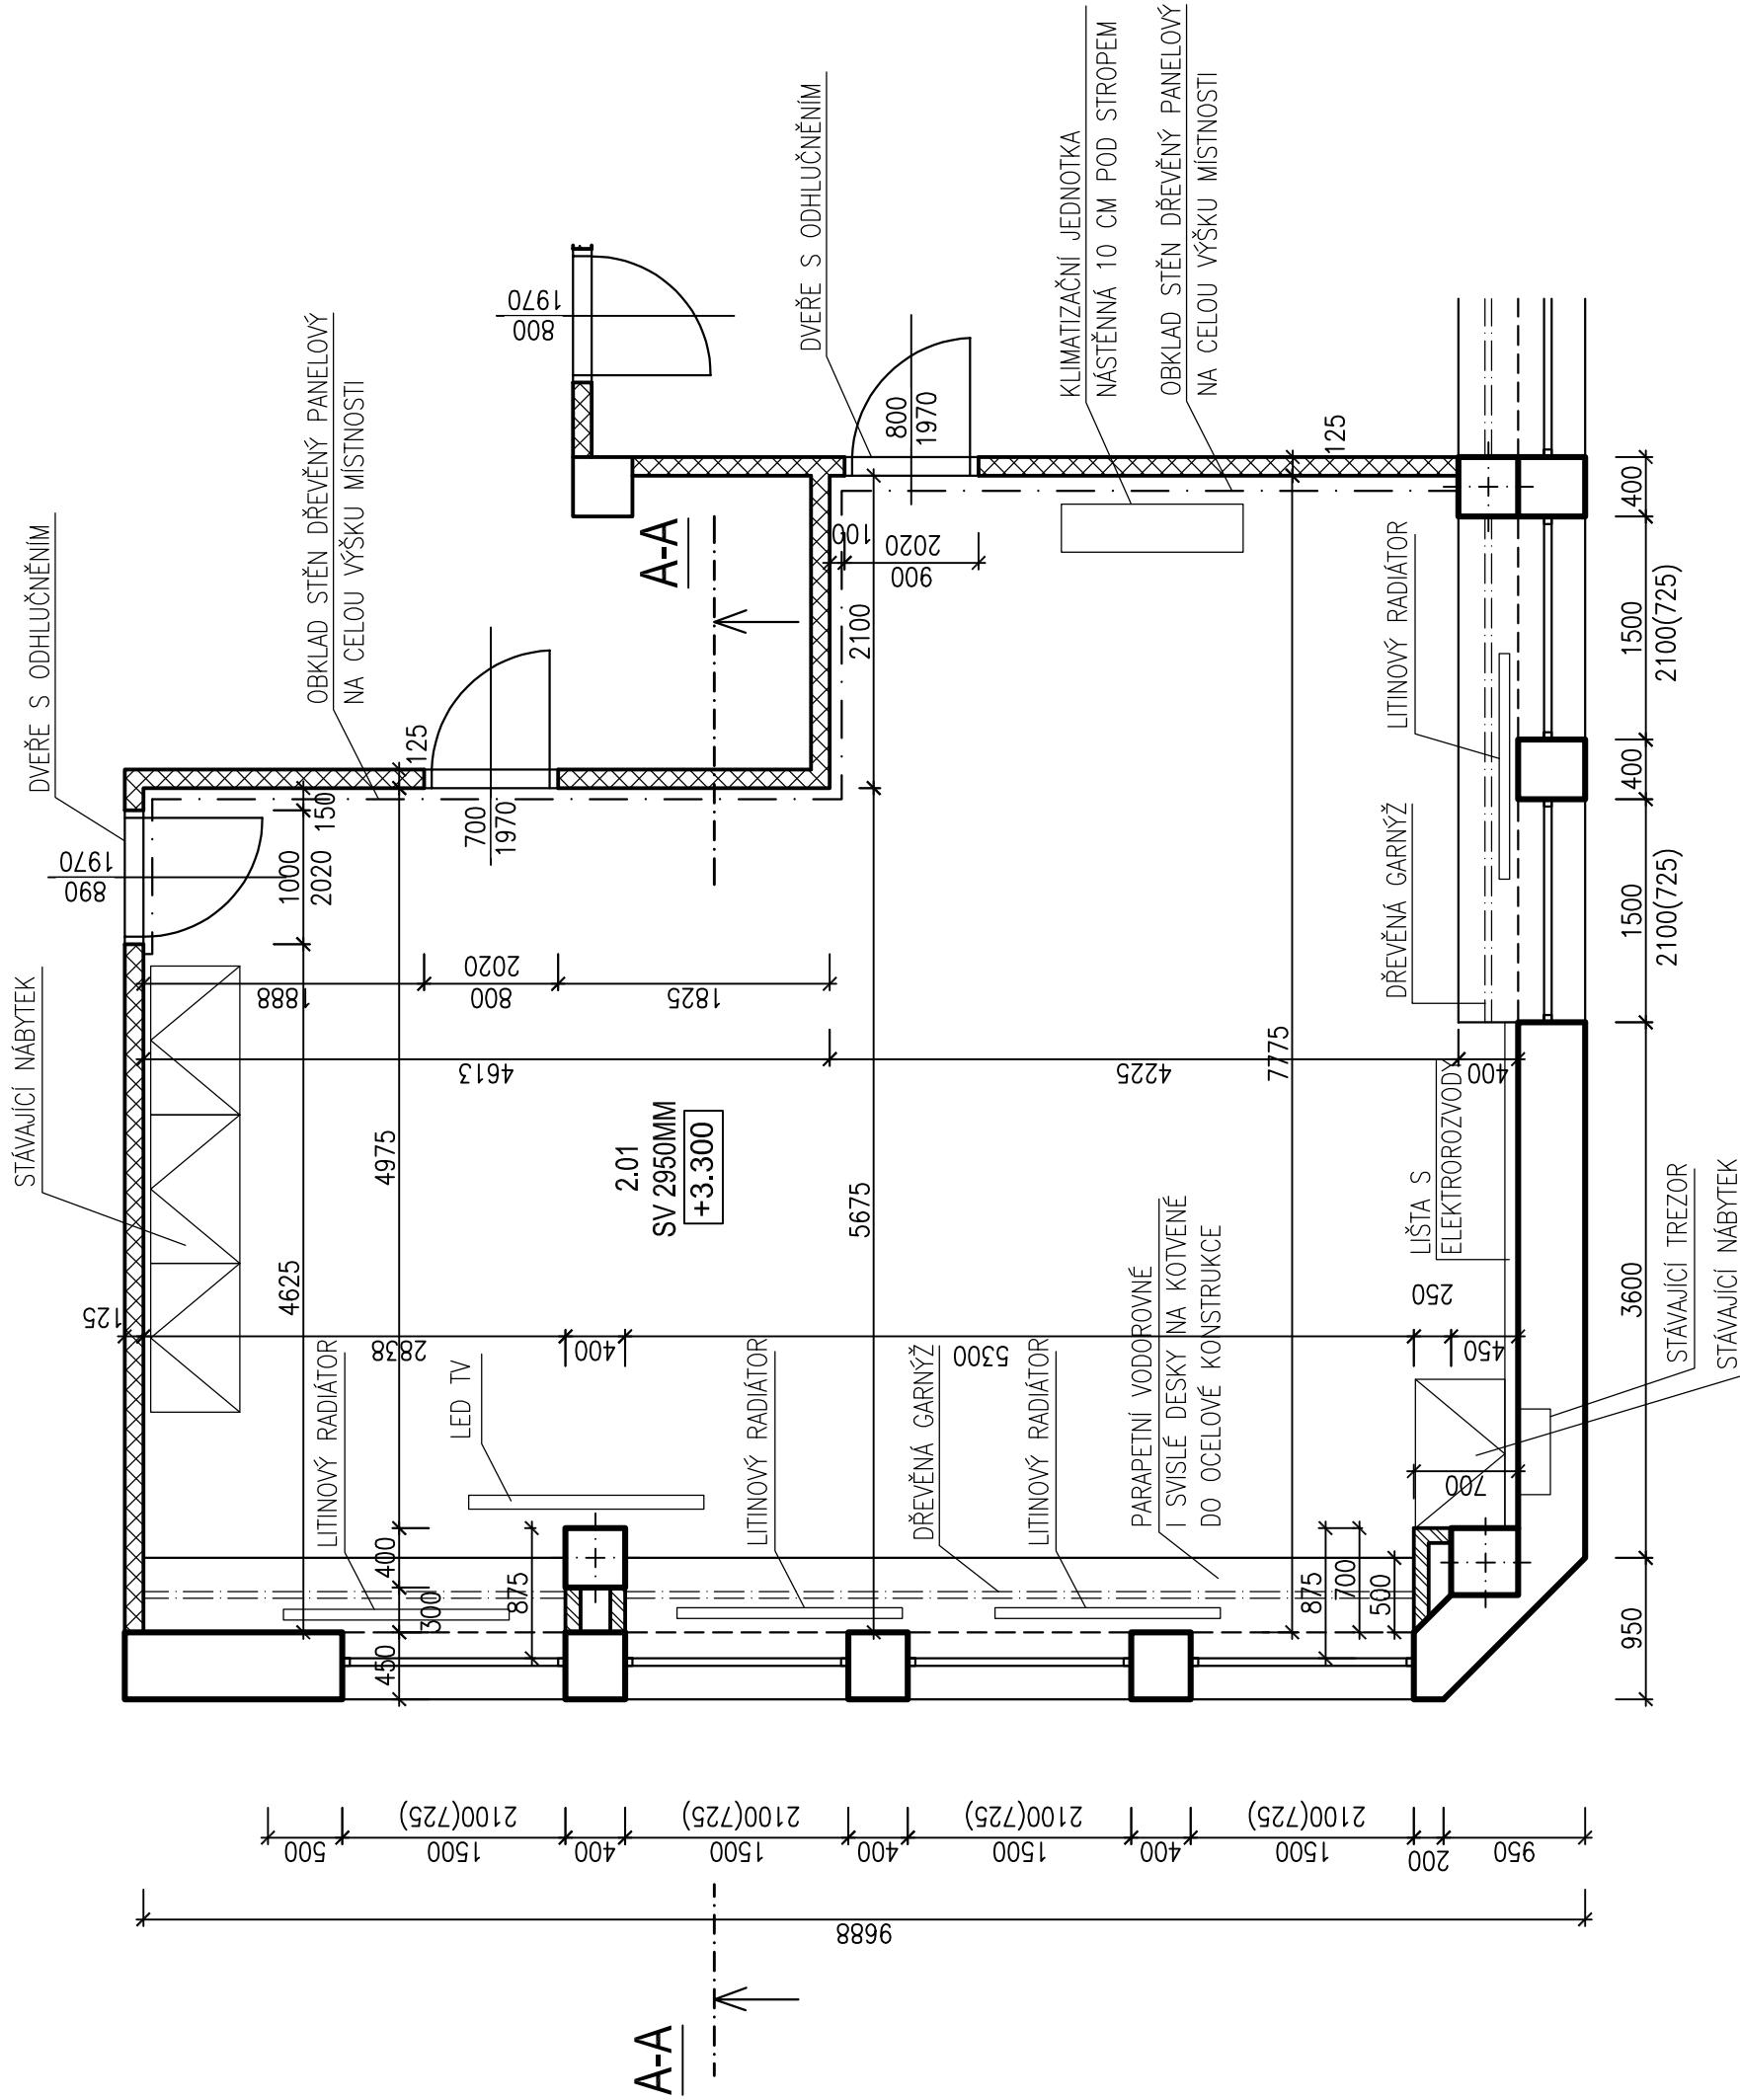 STÁVAJÍCÍ NÁBYTEK
DVEŘE S ODHLUČNĚNÍM
1970
890
OBKLAD STĚN DŘEVĚNÝ PANELOVÝ
NA CELOU VÝŠKU MÍSTNOSTI
1970
800
DVEŘE S ODHLUČNĚNÍM
KLIMATIZAČNÍ JEDNOTKA
NÁSTĚNNÁ 10 CM POD STROPEM
OBKLAD STĚN DŘEVĚNÝ PANELOVÝ
NA CELOU VÝŠKU MÍSTNOSTI
800
1970
125
A-A
100
2020
900
2100
125
700
1970
150
1000
2020
2020
800
1888
1825
4613
4225
7775
400
4975
4625
125
2.01
SV 2950MM
+3.300
5675
2838
400
5300
250
450
LITINOVÝ RADIÁTOR
LED TV
LITINOVÝ RADIÁTOR
DŘEVĚNÁ GARNÝŽ
LITINOVÝ RADIÁTOR
PARAPETNÍ VODOROVNÉ
I SVISLÉ DESKY NA KOTVENÉ
DO OCELOVÉ KONSTRUKCE
LIŠTA S
ELEKTROROZVODY
DŘEVĚNÁ GARNÝŽ
LITINOVÝ RADIÁTOR
STÁVAJÍCÍ TREZOR
STÁVAJÍCÍ NÁBYTEK
700
400
300
450
875
875
700
500
400
1500
2100(725)
400
1500
2100(725)
3600
950
500
2100(725)
1500
400
2100(725)
1500
400
2100(725)
1500
400
2100(725)
1500
200
950
9688
A-A